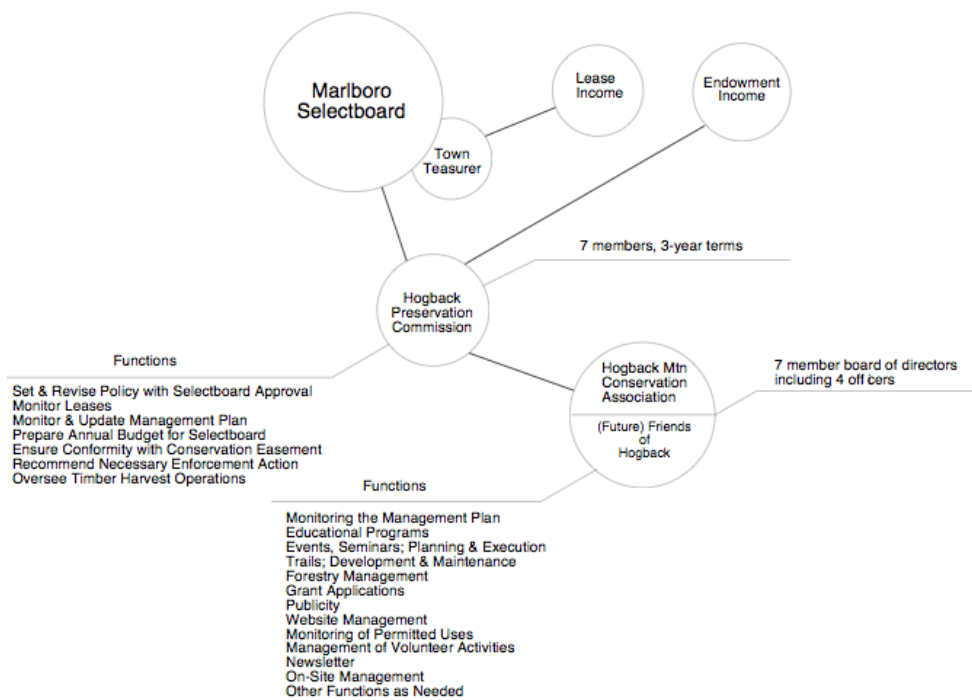 Marlboro
Selectboard
Lease
Income
Endowment
Income
Town
Teasurer
7 members, 3-year terms
Hogback
Preservation
Commission
Functions
Set & Revise Policy with Selectboard Approval
Monitor Leases
Monitor & Update Management Plan
Prepare Annual Budget for Selectboard
Ensure Conformity with Conservation Easement
Recommend Necessary Enforcement Action
Oversee Timber Harvest Operations
Hogback Mtn
Conservation
Association
(Future) Friends
of
Hogback
7 member board of directors
including 4 officers
Functions
Monitoring the Management Plan
Educational Programs
Events, Seminars; Planning & Execution
Trails; Development & Maintenance
Forestry Management
Grant Applications
Publicity
Website Management
Monitoring of Permitted Uses
Management of Volunteer Activities
Newsletter
On-Site Management
Other Functions as Needed